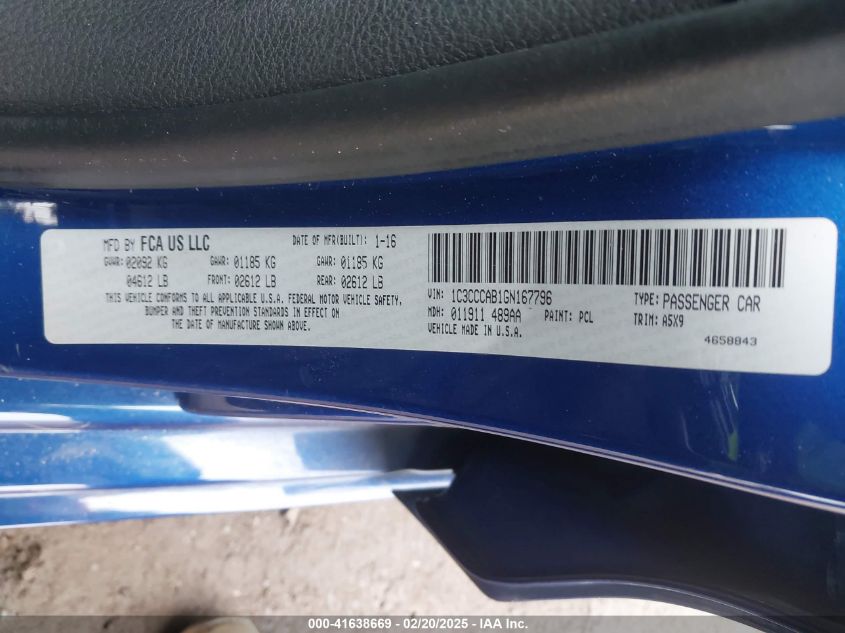 MFD BY FCA US LLC DATE OF MFR(BUILT): 1-16
GVWR: 02092 KG GAWR: 01185 KG GAWR: 01185 KG
04612 LB FRONT: 02612 LB REAR: 02612 LB
THIS VEHICLE CONFORMS TO ALL APPLICABLE U.S.A. FEDERAL MOTOR VEHICLE SAFETY,
BUMPER AND THEFT PREVENTION STANDARDS IN EFFECT ON
THE DATE OF MANUFACTURE SHOWN ABOVE.
VIN: 1C3CCCAB1GN167796 TYPE: PASSENGER CAR
MDH: 011911 489AA PAINT: PCL TRIM: A5X9
VEHICLE MADE IN U.S.A.
4658843
000-41638669 - 02/20/2025 - IAA Inc.